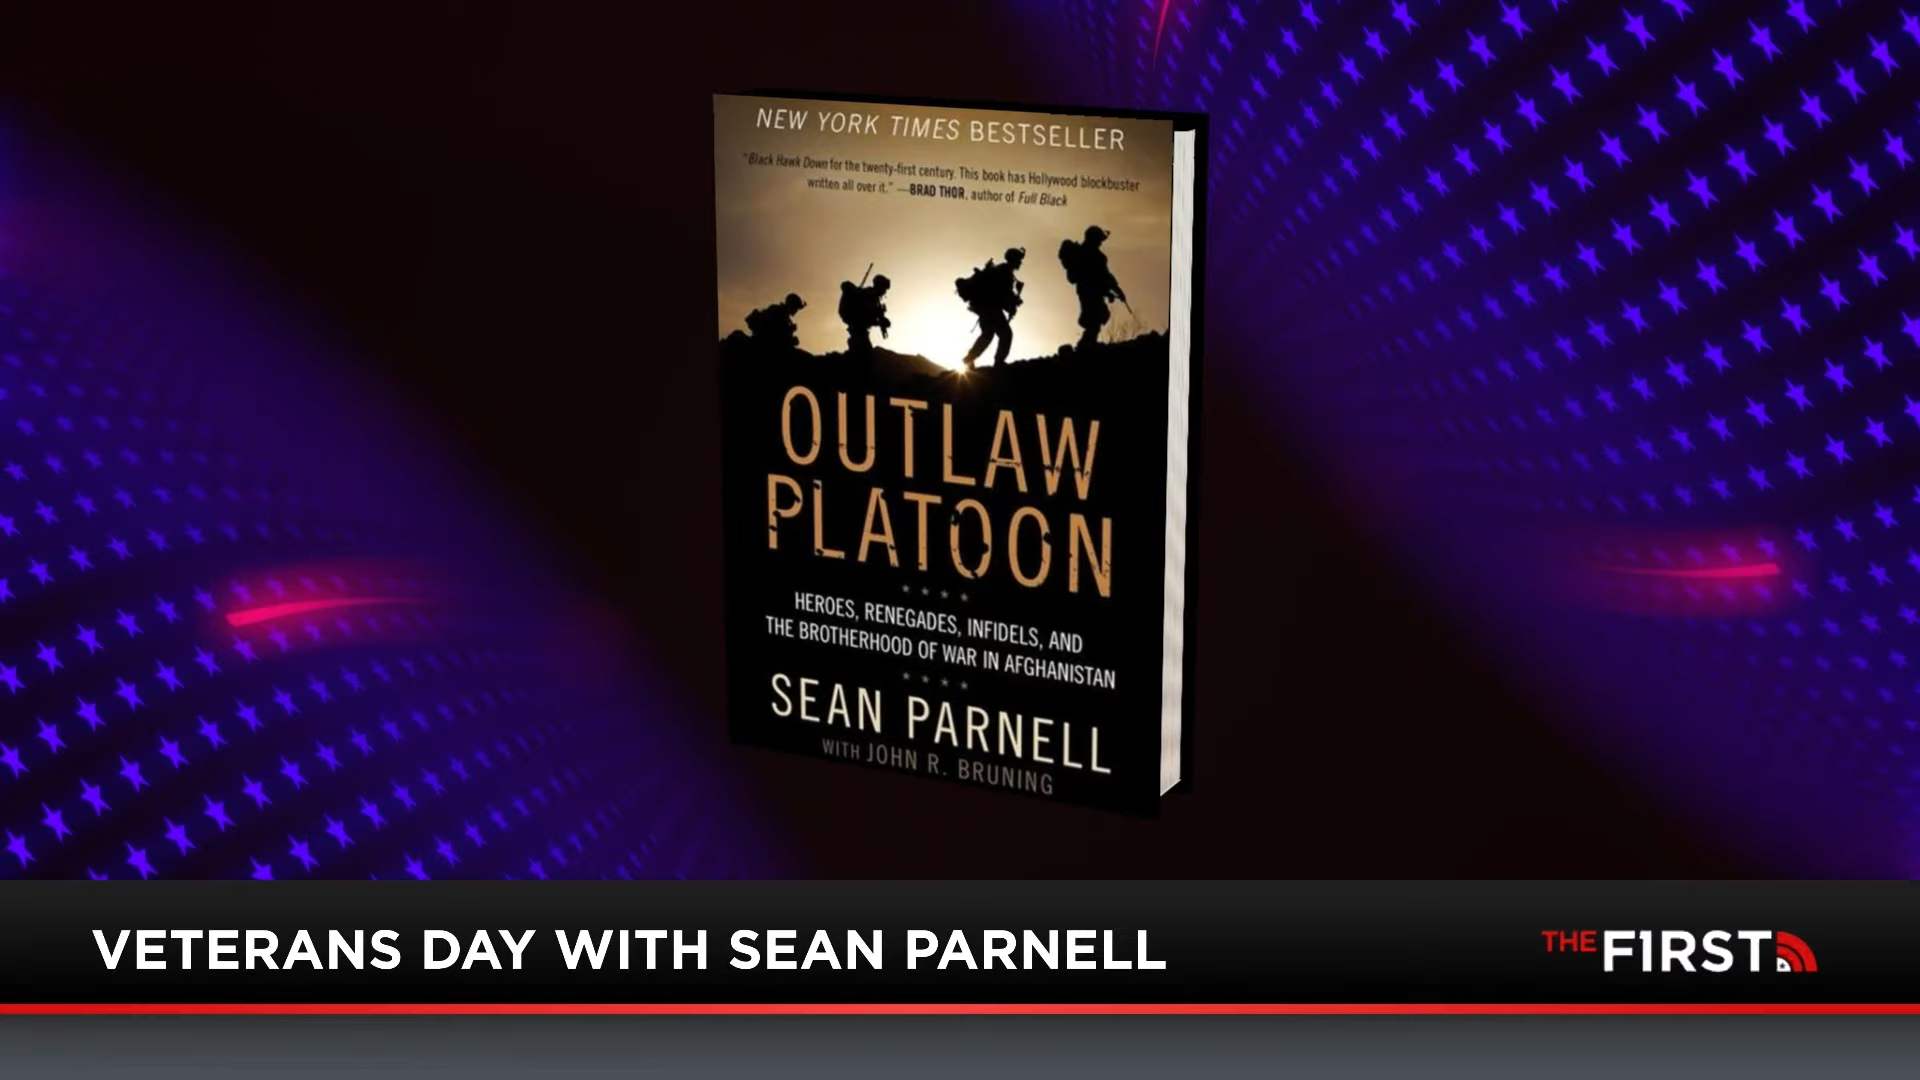 NEW YORK TIMES BESTSELLER
"Black Hawk Down for the twenty-first century. This book has Hollywood blockbuster
written all over it." —BRAD THOR, author of Full Black
OUTLAW
PLATOON
HEROES, RENEGADES, INFIDELS, AND
THE BROTHERHOOD OF WAR IN AFGHANISTAN
SEAN PARNELL
WITH JOHN R. BRUNING
VETERANS DAY WITH SEAN PARNELL
THE FIRST